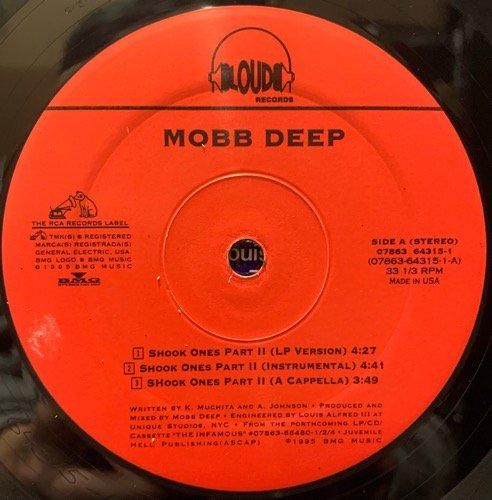 LOUD
RECORDS
MOBB DEEP
THE RCA RECORDS LABEL
TMK(S) ® REGISTERED
MARCA(S) REGISTRADA(S)
GENERAL ELECTRIC, USA.
BMG LOGO ® BMG MUSIC
©1995 BMG MUSIC
BMG
SIDE A (STEREO)
07863 64315-1
(07863-64315-1-A)
33 1/3 RPM
MADE IN USA
ouis
1 SHOOK ONES PART II (LP VERSION) 4:27
2 SHOOK ONES PART II (INSTRUMENTAL) 4:41
3 SHOOK ONES PART II (A CAPPELLA) 3:49
WRITTEN BY K. MUCHITA AND A. JOHNSON • PRODUCED AND
MIXED BY MOBB DEEP • ENGINEERED BY LOUIS ALFRED III AT
UNIQUE STUDIOS, NYC • FROM THE FORTHCOMING LP/CD/
CASSETTE "THE INFAMOUS" #07863-66480-1/2/4 • JUVENILE
HELL PUBLISHING(ASCAP) ℗1995 BMG MUSIC